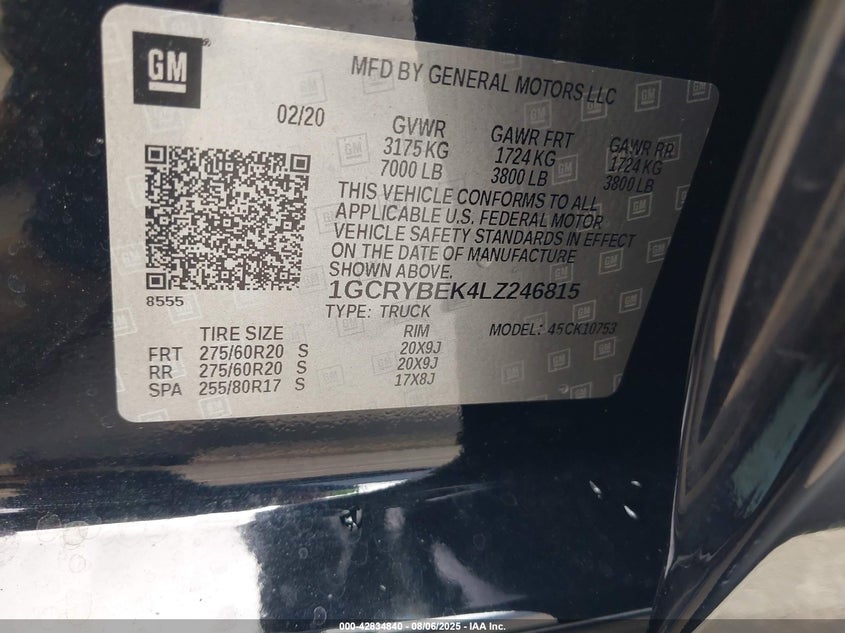 GM
MFD BY GENERAL MOTORS LLC
02/20
GVWR GAWR FRT GAWR RR
3175 KG 1724 KG 1724 KG
7000 LB 3800 LB 3800 LB
THIS VEHICLE CONFORMS TO ALL
APPLICABLE U.S. FEDERAL MOTOR
VEHICLE SAFETY STANDARDS IN EFFECT
ON THE DATE OF MANUFACTURE
SHOWN ABOVE.
8555
1GCRYBEK4LZ246815
TYPE: TRUCK
MODEL: 45CK10753
TIRE SIZE RIM
FRT 275/60R20 S 20X9J
RR 275/60R20 S 20X9J
SPA 255/80R17 S 17X8J
000-42834840 - 08/06/2025 - IAA Inc.